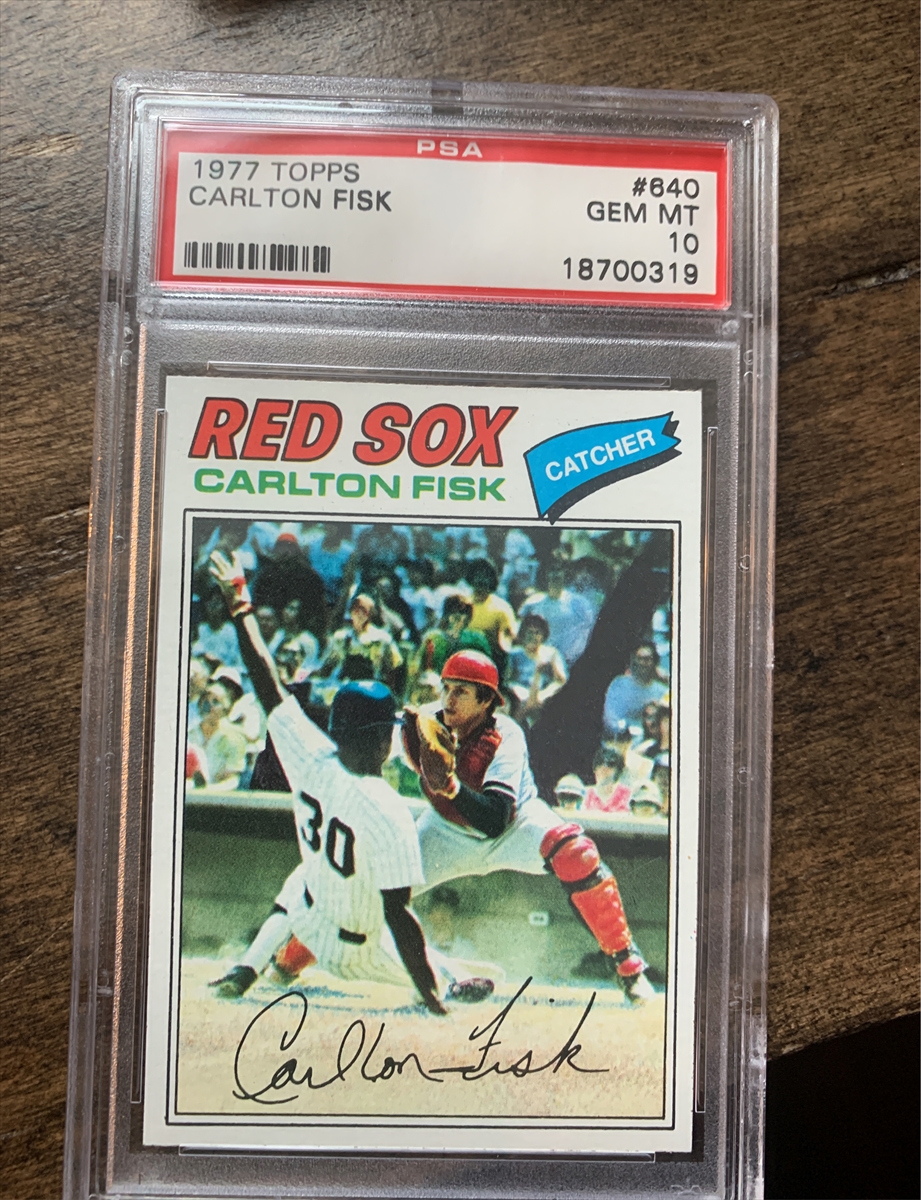 PSA
1977 TOPPS #640
CARLTON FISK GEM MT
10
18700319
RED SOX
CATCHER
CARLTON FISK
30
Carlton Fisk